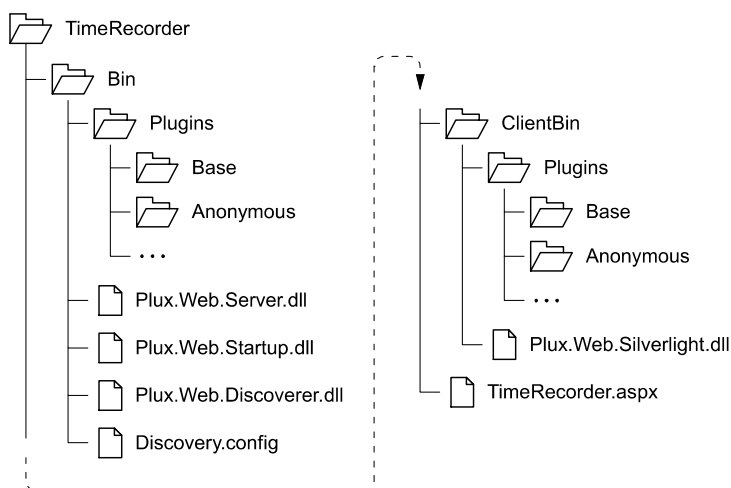 TimeRecorder
Bin
Plugins
Base
Anonymous
...
Plux.Web.Server.dll
Plux.Web.Startup.dll
Plux.Web.Discoverer.dll
Discovery.config
ClientBin
Plugins
Base
Anonymous
...
Plux.Web.Silverlight.dll
TimeRecorder.aspx